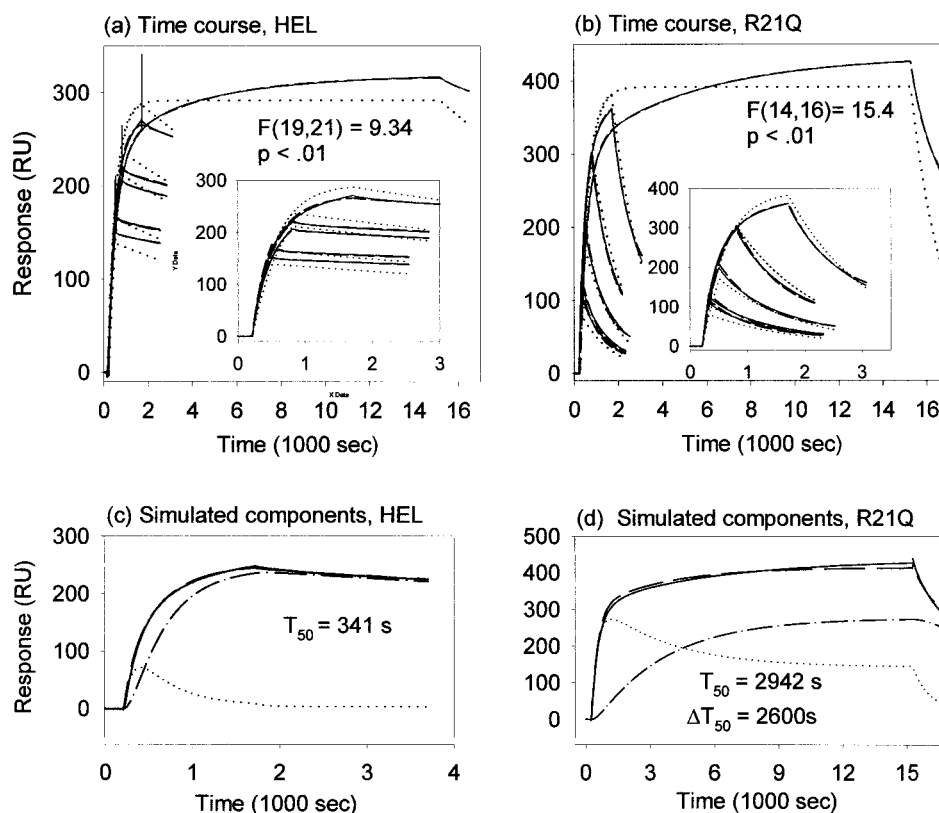 (a) Time course, HEL
Response (RU)
300
200
100
0
F(19,21) = 9.34
p < .01
Y Data
300
250
200
150
100
50
0
0 1 2 3
X Data
0 2 4 6 8 10 12 14 16
Time (1000 sec)
(b) Time course, R21Q
400
300
200
100
0
F(14,16)= 15.4
p < .01
400
300
200
100
0
0 1 2 3
0 2 4 6 8 10 12 14 16
Time (1000 sec)
(c) Simulated components, HEL
Response (RU)
300
200
100
0
T50 = 341 s
0 1 2 3 4
Time (1000 sec)
(d) Simulated components, R21Q
500
400
300
200
100
0
T50 = 2942 s
ΔT50 = 2600s
0 3 6 9 12 15
Time (1000 sec)